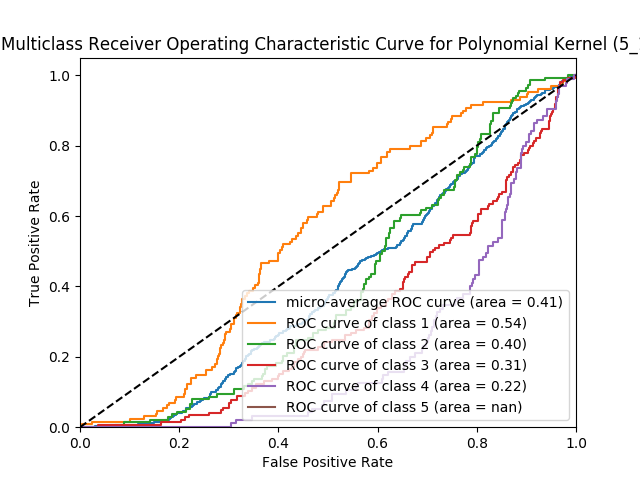 Multiclass Receiver Operating Characteristic Curve for Polynomial Kernel (5_
1.0
0.8
0.6
0.4
0.2
0.0
True Positive Rate
micro-average ROC curve (area = 0.41)
ROC curve of class 1 (area = 0.54)
ROC curve of class 2 (area = 0.40)
ROC curve of class 3 (area = 0.31)
ROC curve of class 4 (area = 0.22)
ROC curve of class 5 (area = nan)
0.0 0.2 0.4 0.6 0.8 1.0
False Positive Rate